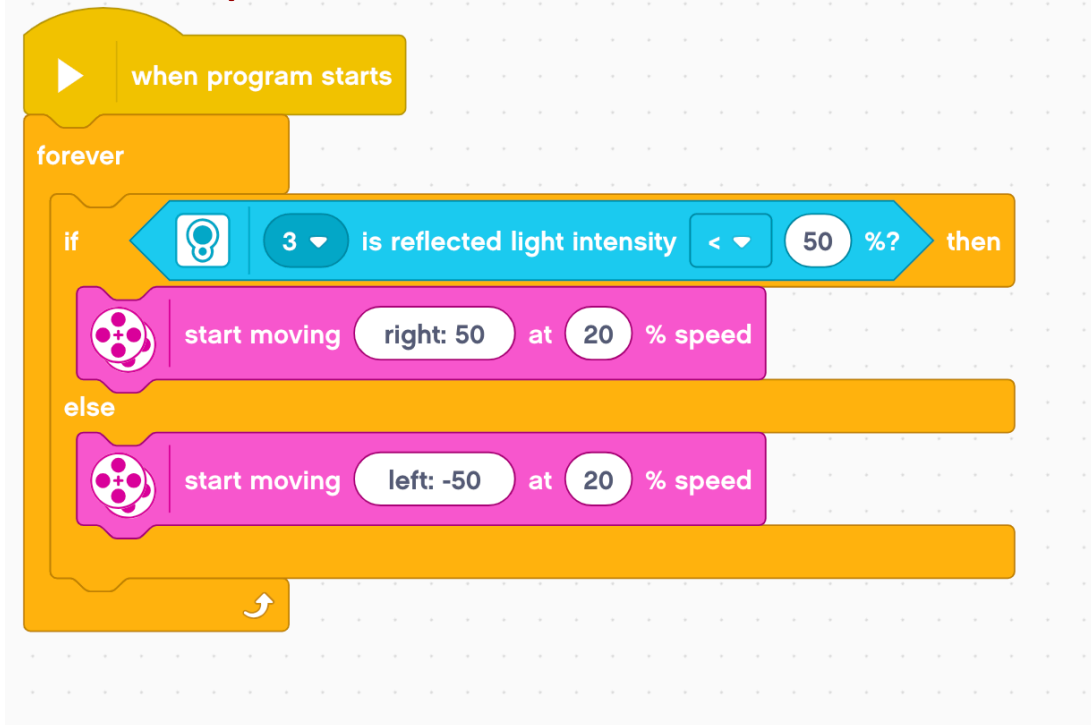 when program starts
forever
if 3 is reflected light intensity < 50 %? then
start moving right: 50 at 20 % speed
else
start moving left: -50 at 20 % speed